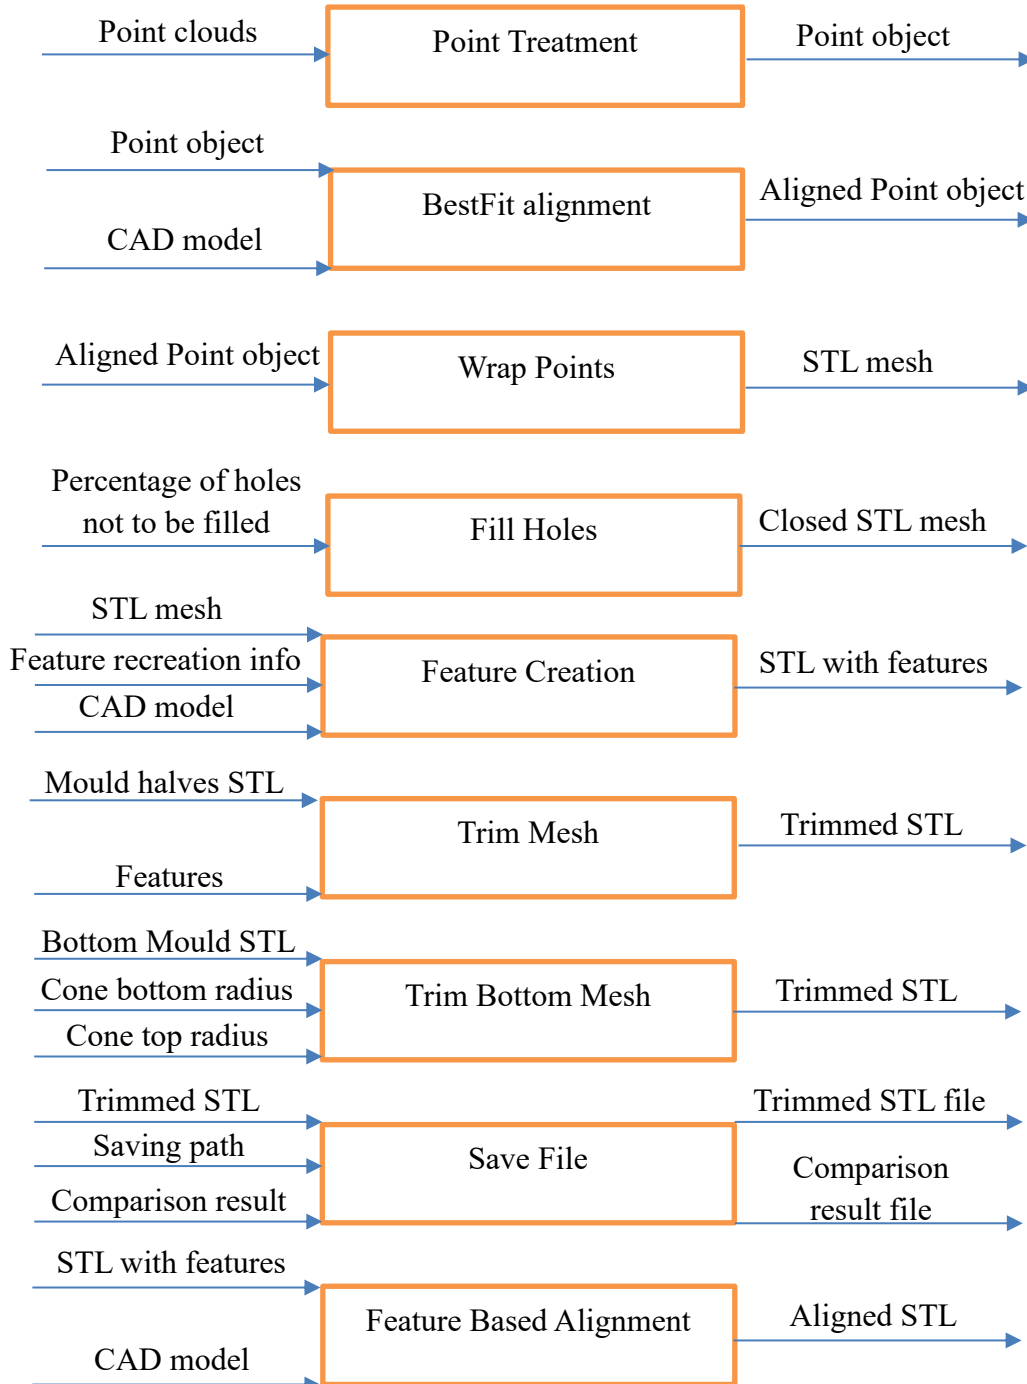 Point clouds
Point Treatment
Point object
Point object
CAD model
BestFit alignment
Aligned Point object
Aligned Point object
Wrap Points
STL mesh
Percentage of holes
not to be filled
Fill Holes
Closed STL mesh
STL mesh
Feature recreation info
CAD model
Feature Creation
STL with features
Mould halves STL
Features
Trim Mesh
Trimmed STL
Bottom Mould STL
Cone bottom radius
Cone top radius
Trim Bottom Mesh
Trimmed STL
Trimmed STL
Saving path
Comparison result
Save File
Trimmed STL file
Comparison
result file
STL with features
CAD model
Feature Based Alignment
Aligned STL